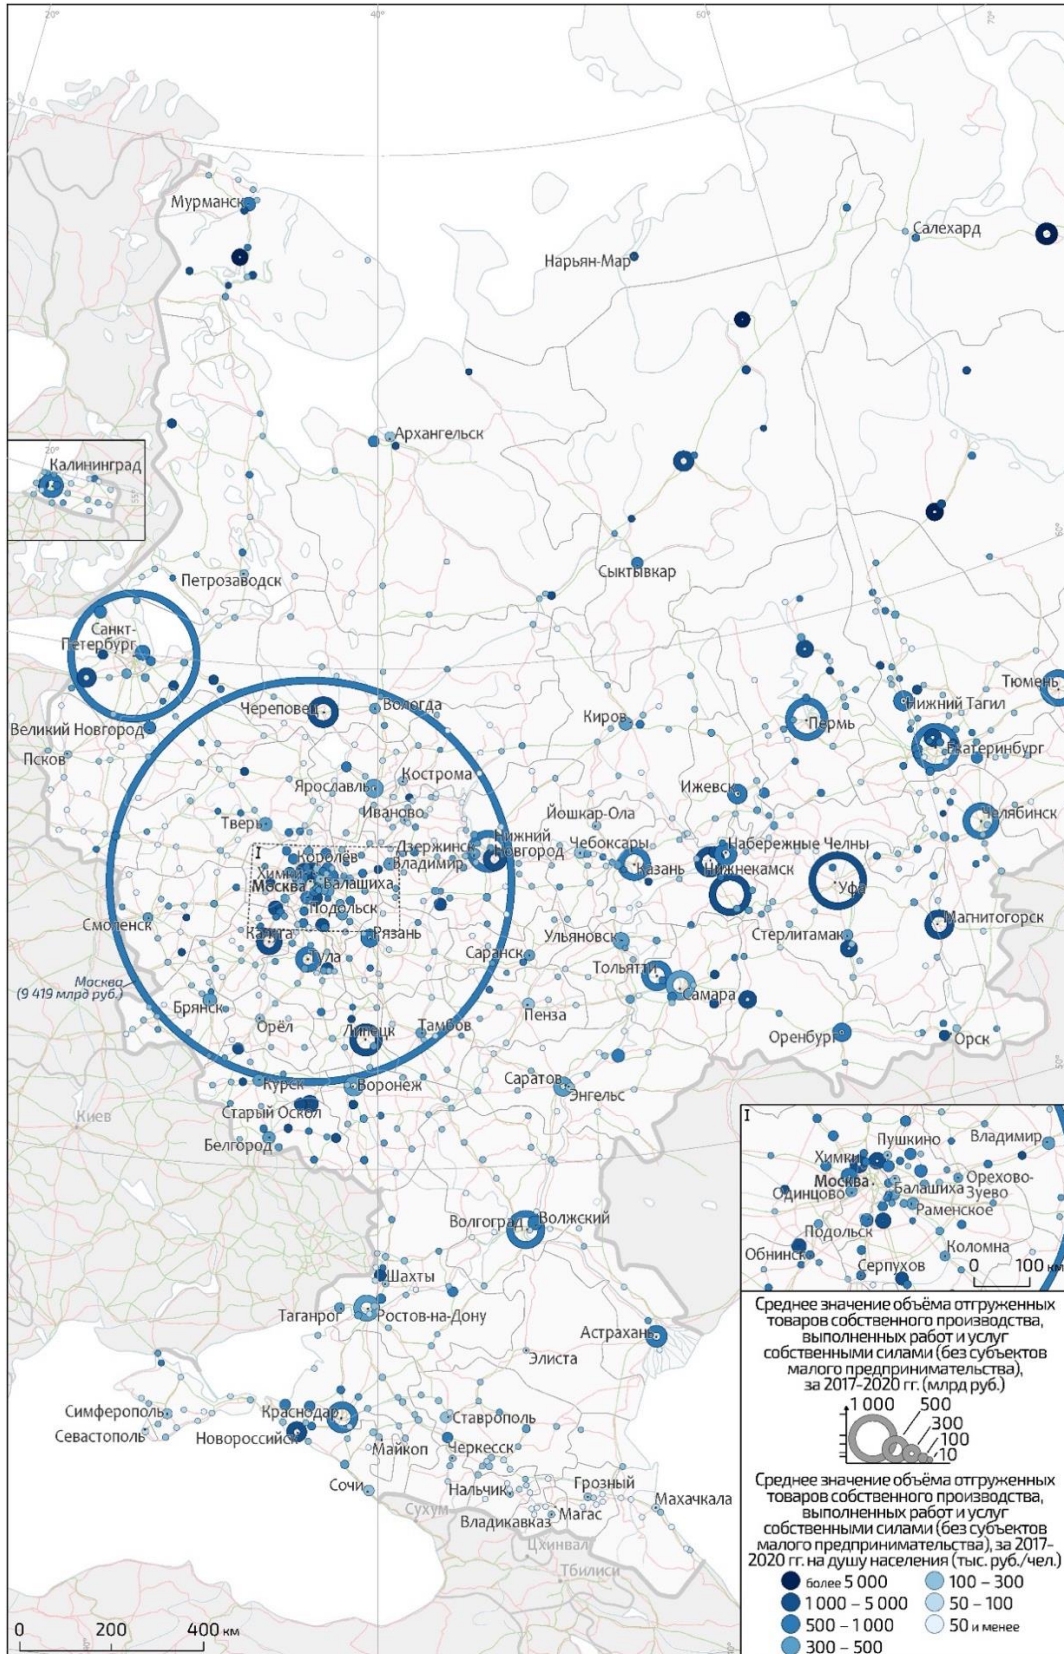 20°
40°
60°
70°
Мурманск
Салехард
Нарьян-Мар
Архангельск
20°
Калининград
55°
60°
Петрозаводск
Сыктывкар
Санкт-
Петербург
Тюмень
Череповец
Вологда
Нижний Тагил
Великий Новгород
Киров
Пермь
Екатеринбург
Псков
Кострома
Ярославль
Ижевск
Иваново
Йошкар-Ола
Челябинск
Тверь
Дзержинск
Нижний
Новгород
Чебоксары
Набережные Челны
I
Королёв
Владимир
Казань
Нижнекамск
Химки
Москва
Балашиха
Уфа
Подольск
Смоленск
Калуга
Рязань
Ульяновск
Стерлитамак
Магнитогорск
Тула
Саранск
Москва
(9 419 млрд руб.)
Тольятти
Самара
Брянск
Пенза
Орёл
Липецк
Тамбов
Оренбург
Орск
50°
Курск
Воронеж
Саратов
Энгельс
Киев
Старый Оскол
Белгород
I
Пушкино
Владимир
Химки
Москва
Орехово-
Зуево
Одинцово
Балашиха
Раменское
Подольск
Коломна
Обнинск
Серпухов
0 100 км
Волгоград
Волжский
Шахты
Таганрог
Ростов-на-Дону
Астрахань
Элиста
Симферополь
Севастополь
Краснодар
Новороссийск
Ставрополь
Майкоп
Черкесск
Сочи
Нальчик
Грозный
Сухум
Владикавказ
Магас
Махачкала
Цхинвал
Тбилиси
Среднее значение объёма отгруженных
товаров собственного производства,
выполненных работ и услуг
собственными силами (без субъектов
малого предпринимательства),
за 2017-2020 гг. (млрд руб.)
1 000
500
300
100
10
Среднее значение объёма отгруженных
товаров собственного производства,
выполненных работ и услуг
собственными силами (без субъектов
малого предпринимательства), за 2017-
2020 гг. на душу населения (тыс. руб./чел.)
более 5 000
1 000 – 5 000
500 – 1 000
300 – 500
100 – 300
50 – 100
50 и менее
0 200 400 км